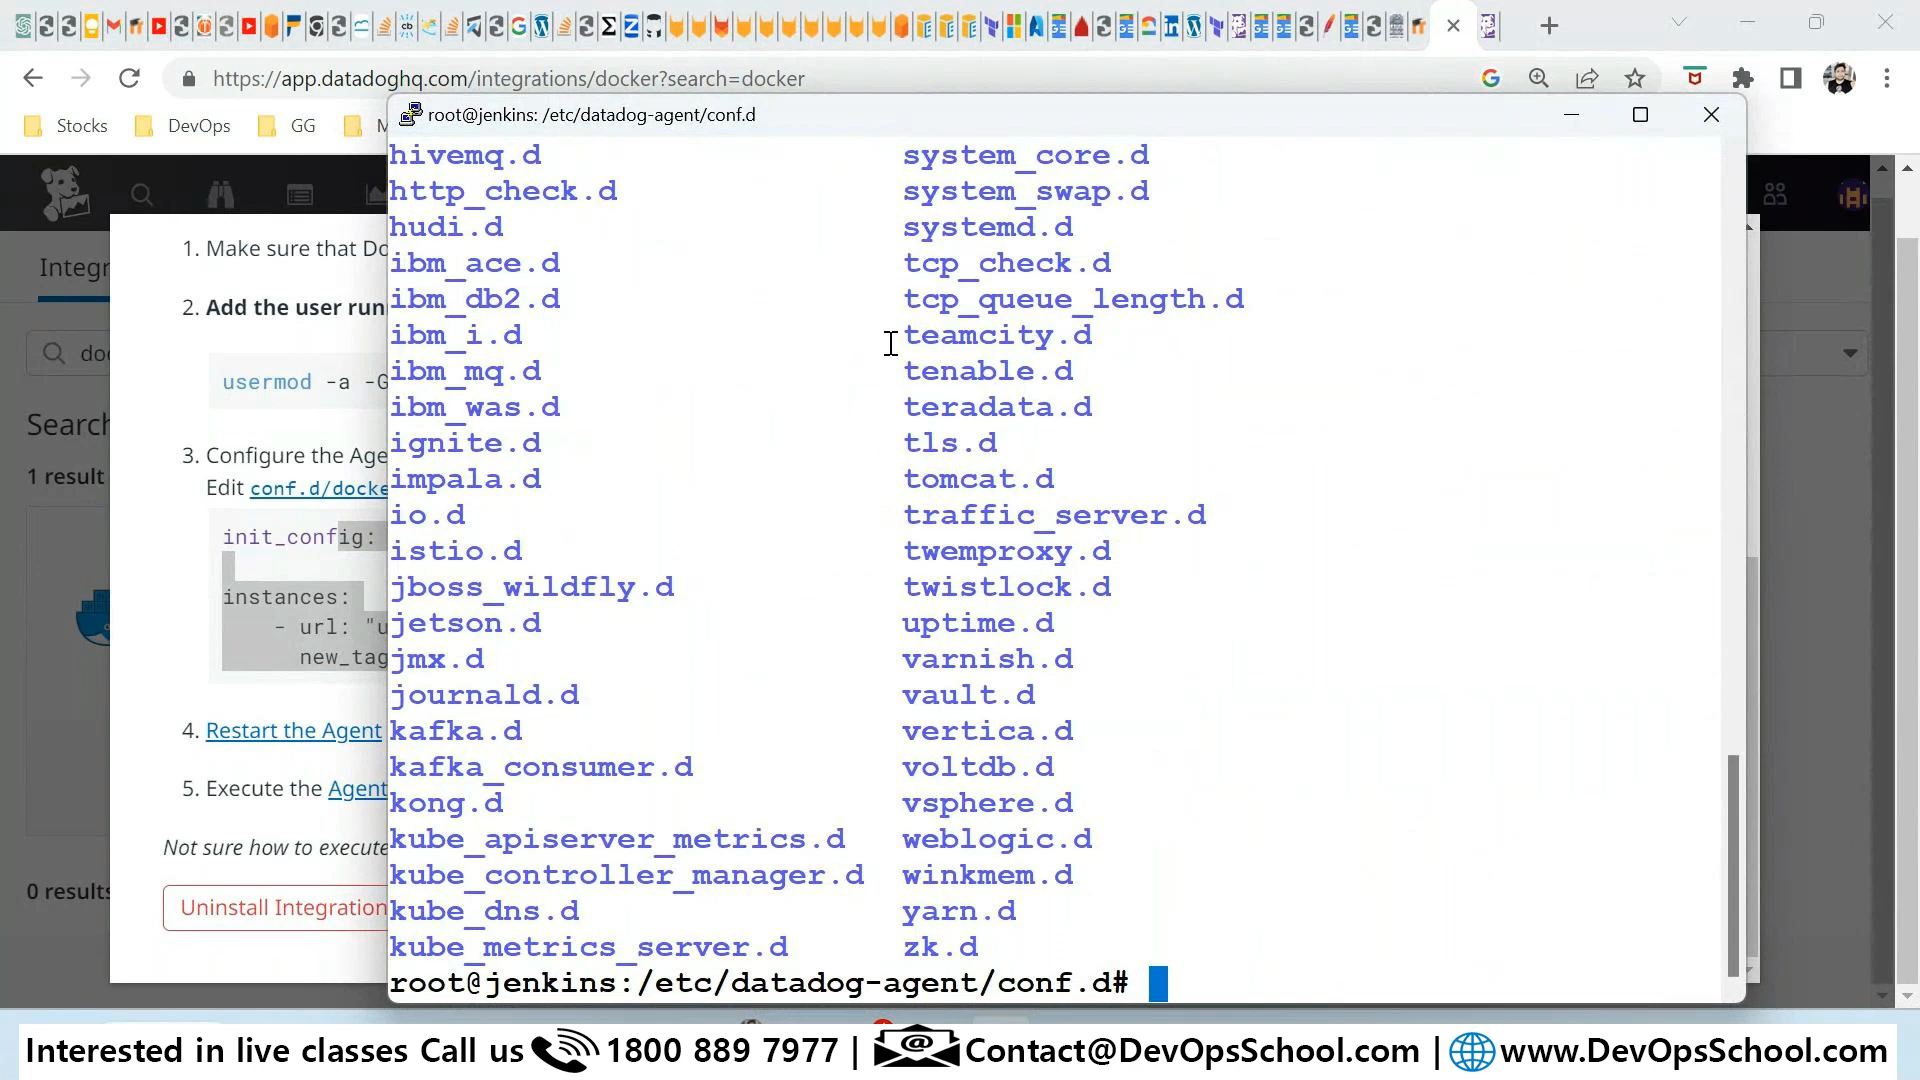 https://app.datadoghq.com/integrations/docker?search=docker
Stocks
DevOps
GG
M
root@jenkins: /etc/datadog-agent/conf.d
Integr
doc
Search
1 result
0 results
1. Make sure that Do
2. Add the user run
usermod -a -G
3. Configure the Age
Edit conf.d/docke
init_config:
instances:
- url: "u
new_tag
4. Restart the Agent
5. Execute the Agent
Not sure how to execute
Uninstall Integration
hivemq.d system_core.d
http_check.d system_swap.d
hudi.d systemd.d
ibm_ace.d tcp_check.d
ibm_db2.d tcp_queue_length.d
ibm_i.d teamcity.d
ibm_mq.d tenable.d
ibm_was.d teradata.d
ignite.d tls.d
impala.d tomcat.d
io.d traffic_server.d
istio.d twemproxy.d
jboss_wildfly.d twistlock.d
jetson.d uptime.d
jmx.d varnish.d
journald.d vault.d
kafka.d vertica.d
kafka_consumer.d voltdb.d
kong.d vsphere.d
kube_apiserver_metrics.d weblogic.d
kube_controller_manager.d winkmem.d
kube_dns.d yarn.d
kube_metrics_server.d zk.d
root@jenkins:/etc/datadog-agent/conf.d#
Interested in live classes Call us 1800 889 7977 | Contact@DevOpsSchool.com | www.DevOpsSchool.com